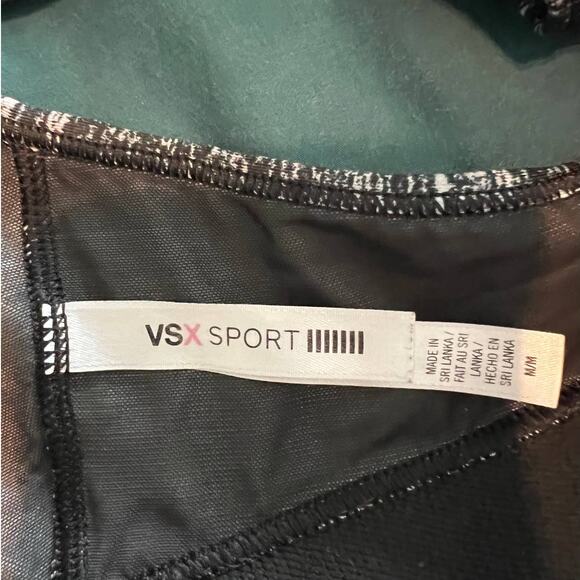 VSX SPORT
MADE IN
SRI LANKA /
FAIT AU SRI
LANKA /
HECHO EN
SRI LANKA
M/M